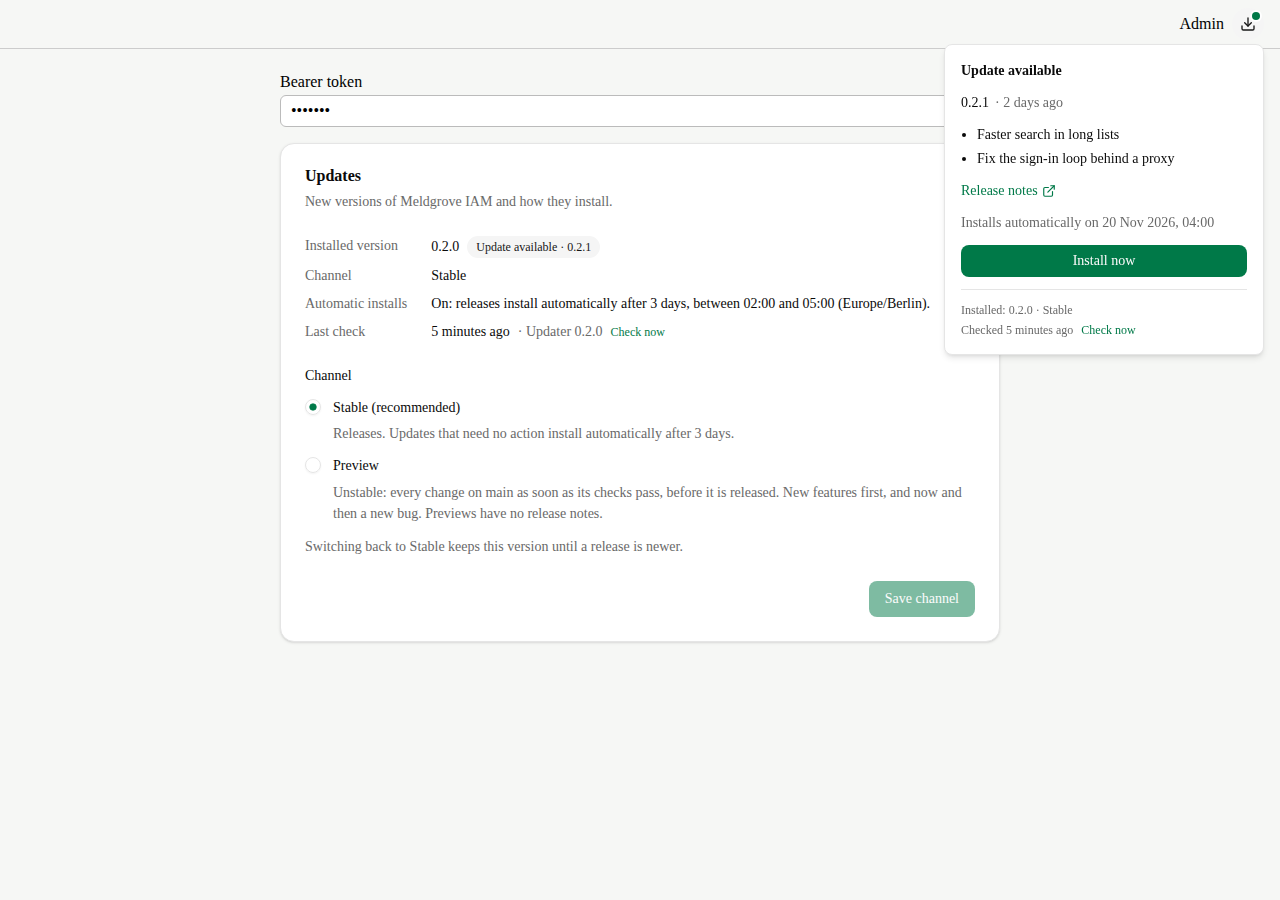 Admin
Update available
0.2.1 · 2 days ago
• Faster search in long lists
• Fix the sign-in loop behind a proxy
Release notes
Installs automatically on 20 Nov 2026, 04:00
Install now
Installed: 0.2.0 · Stable
Checked 5 minutes ago Check now
Bearer token
•••••••
Updates
New versions of Meldgrove IAM and how they install.
Installed version 0.2.0 Update available · 0.2.1
Channel Stable
Automatic installs On: releases install automatically after 3 days, between 02:00 and 05:00 (Europe/Berlin).
Last check 5 minutes ago · Updater 0.2.0 Check now
Channel
Stable (recommended)
Releases. Updates that need no action install automatically after 3 days.
Preview
Unstable: every change on main as soon as its checks pass, before it is released. New features first, and now and
then a new bug. Previews have no release notes.
Switching back to Stable keeps this version until a release is newer.
Save channel